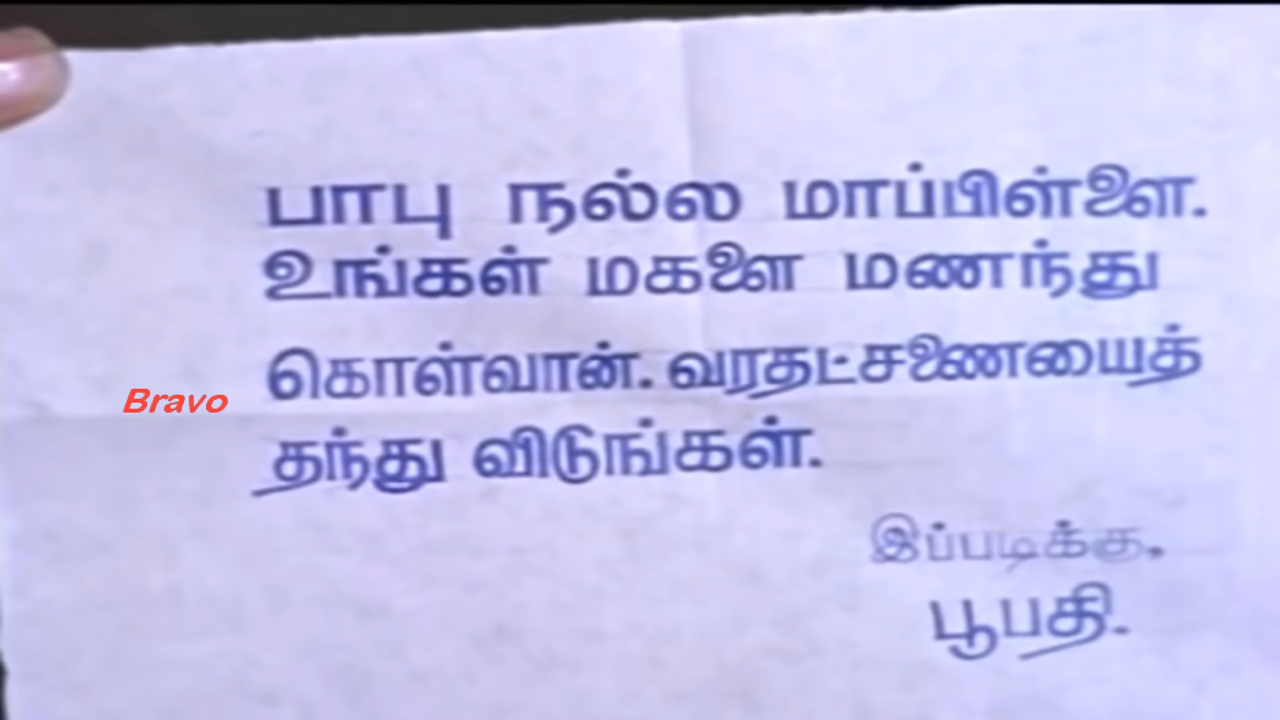 பாபு நல்ல மாப்பிள்ளை.
உங்கள் மகளை மணந்து
கொள்வான். வரதட்சணையைத்
Bravo
தந்து விடுங்கள்.
இப்படிக்கு.
பூபதி.